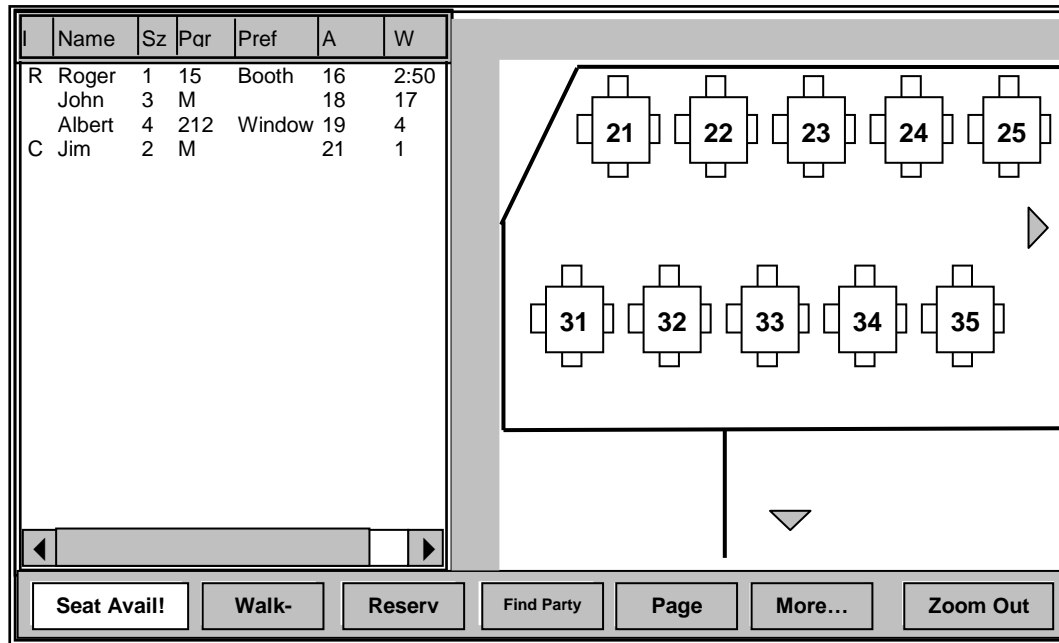 I Name Sz Pgr Pref A W
R Roger 1 15 Booth 16 2:50
John 3 M 18 17
Albert 4 212 Window 19 4
C Jim 2 M 21 1
21 22 23 24 25
31 32 33 34 35
Seat Avail! Walk- Reserv Find Party Page More… Zoom Out